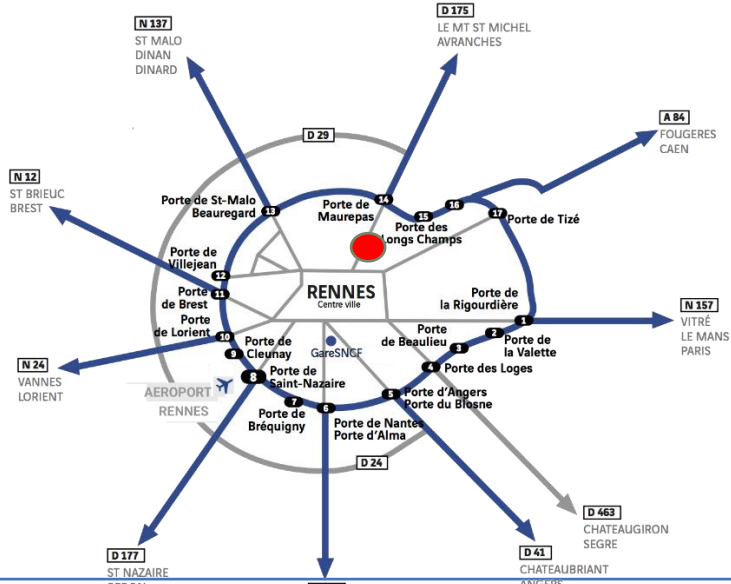 D 175
LE MT ST MICHEL
AVRANCHES
N 137
ST MALO
DINAN
DINARD
A 84
FOUGERES
CAEN
D 29
N 12
ST BRIEUC
BREST
Porte de St-Malo
Beauregard
13
Porte de
Maurepas
14
15
16
17
Porte de Tizé
Porte des
Longs Champs
Porte de
Villejean
12
Porte
de Brest
11
RENNES
Centre ville
Porte de
la Rigourdière
1
N 157
VITRÉ
LE MANS
PARIS
Porte
de Lorient
10
9
Porte de
Cleunay
GareSNCF
Porte
de Beaulieu
3
2
Porte de
la Valette
N 24
VANNES
LORIENT
AEROPORT
RENNES
8
Porte de
Saint-Nazaire
4
Porte des Loges
5
Porte d'Angers
Porte du Blosne
7
Porte de
Bréquigny
6
Porte de Nantes
Porte d'Alma
D 24
D 463
CHATEAUGIRON
SEGRE
D 177
ST NAZAIRE
D 41
CHATEAUBRIANT